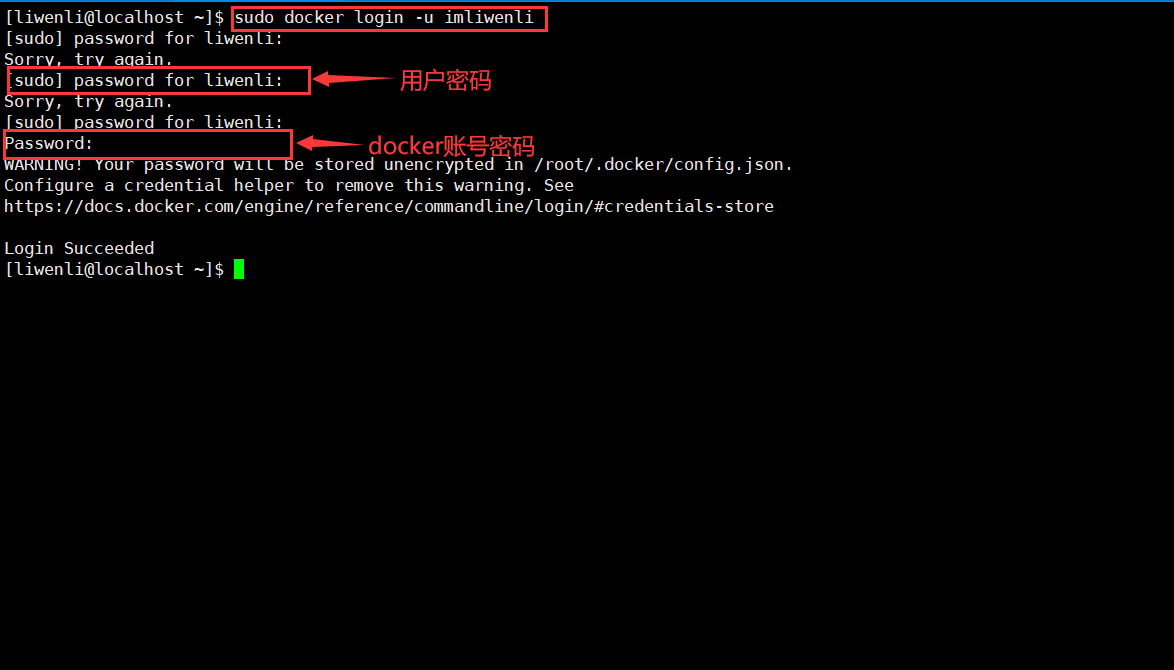 [liwenli@localhost ~]$ sudo docker login -u imliwenli
[sudo] password for liwenli:
Sorry, try again.
[sudo] password for liwenli:
用户密码
Sorry, try again.
[sudo] password for liwenli:
Password:
docker账号密码
WARNING! Your password will be stored unencrypted in /root/.docker/config.json.
Configure a credential helper to remove this warning. See
https://docs.docker.com/engine/reference/commandline/login/#credentials-store
Login Succeeded
[liwenli@localhost ~]$